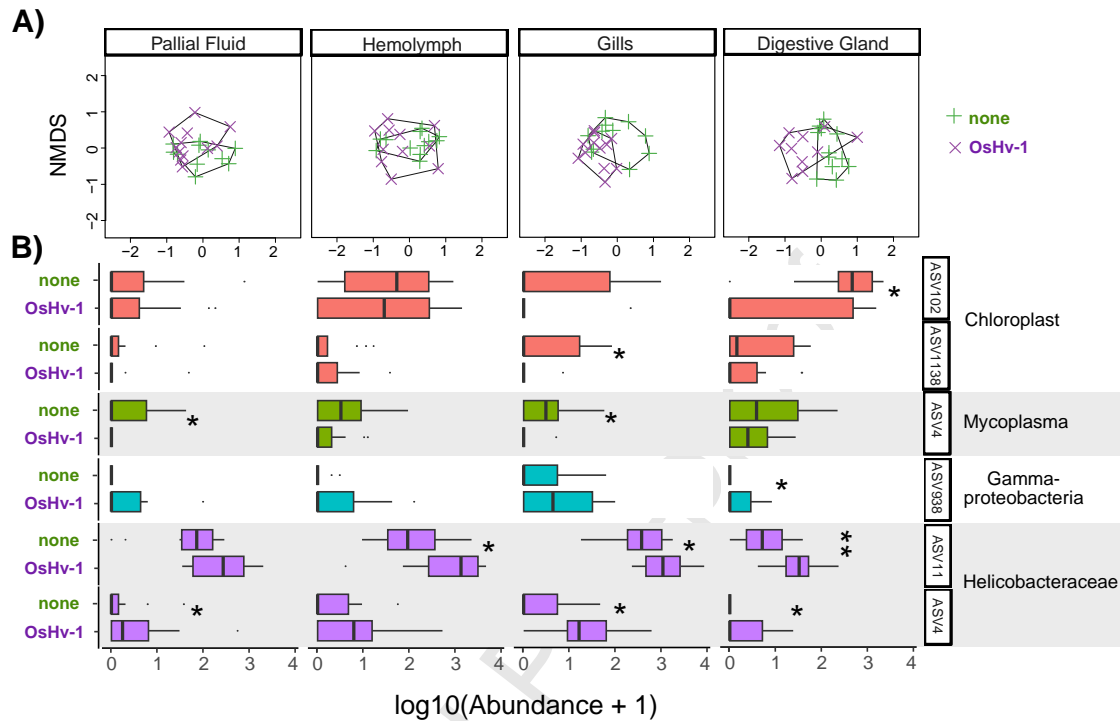 A)
Pallial Fluid
Hemolymph
Gills
Digestive Gland
NMDS
2
1
0
−1
−2
−2 −1 0 1 2
−2 −1 0 1 2
−2 −1 0 1 2
−2 −1 0 1 2
none
OsHv-1
B)
none
OsHv-1
*
ASV102
Chloroplast
none
OsHv-1
*
ASV1138
none
OsHv-1
*
*
ASV4
Mycoplasma
none
OsHv-1
*
ASV938
Gamma-
proteobacteria
none
OsHv-1
*
*
*
*
ASV11
Helicobacteraceae
none
OsHv-1
*
*
*
ASV4
0 1 2 3 4
0 1 2 3 4
0 1 2 3 4
0 1 2 3 4
log10(Abundance + 1)